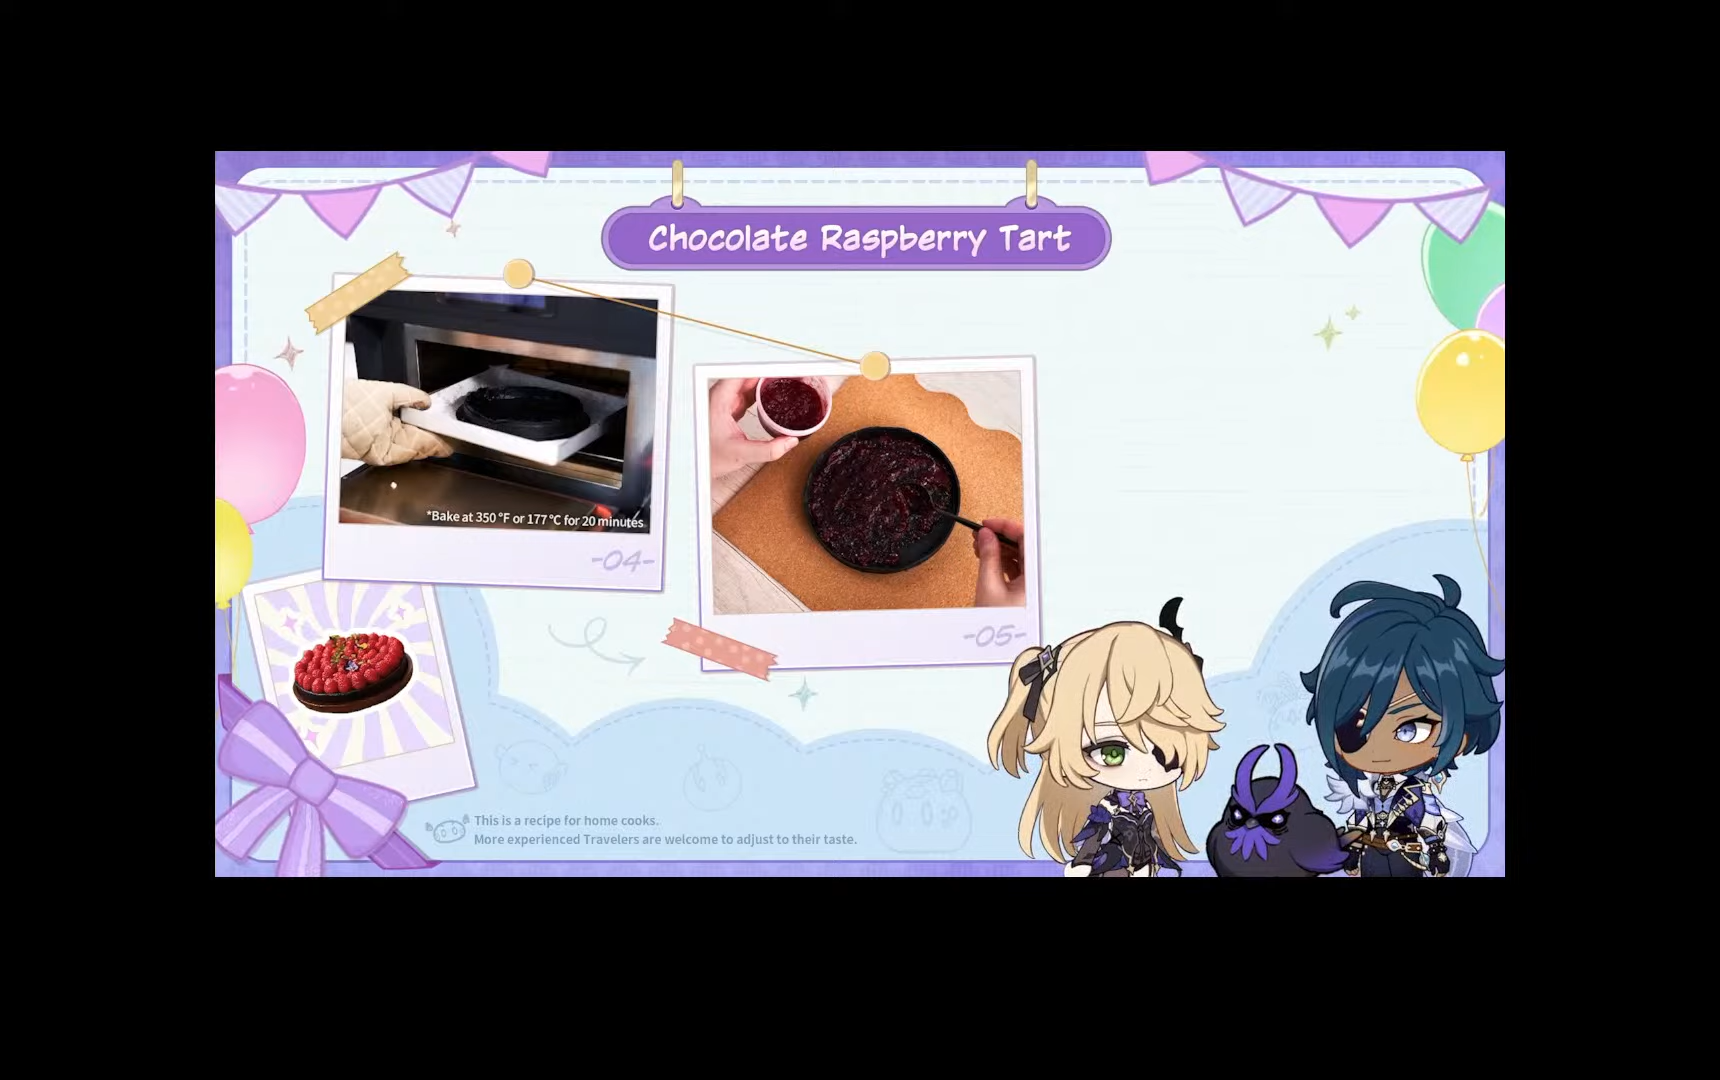 Chocolate Raspberry Tart
*Bake at 350 °F or 177 °C for 20 minutes
-04-
-05-
This is a recipe for home cooks.
More experienced Travelers are welcome to adjust to their taste.